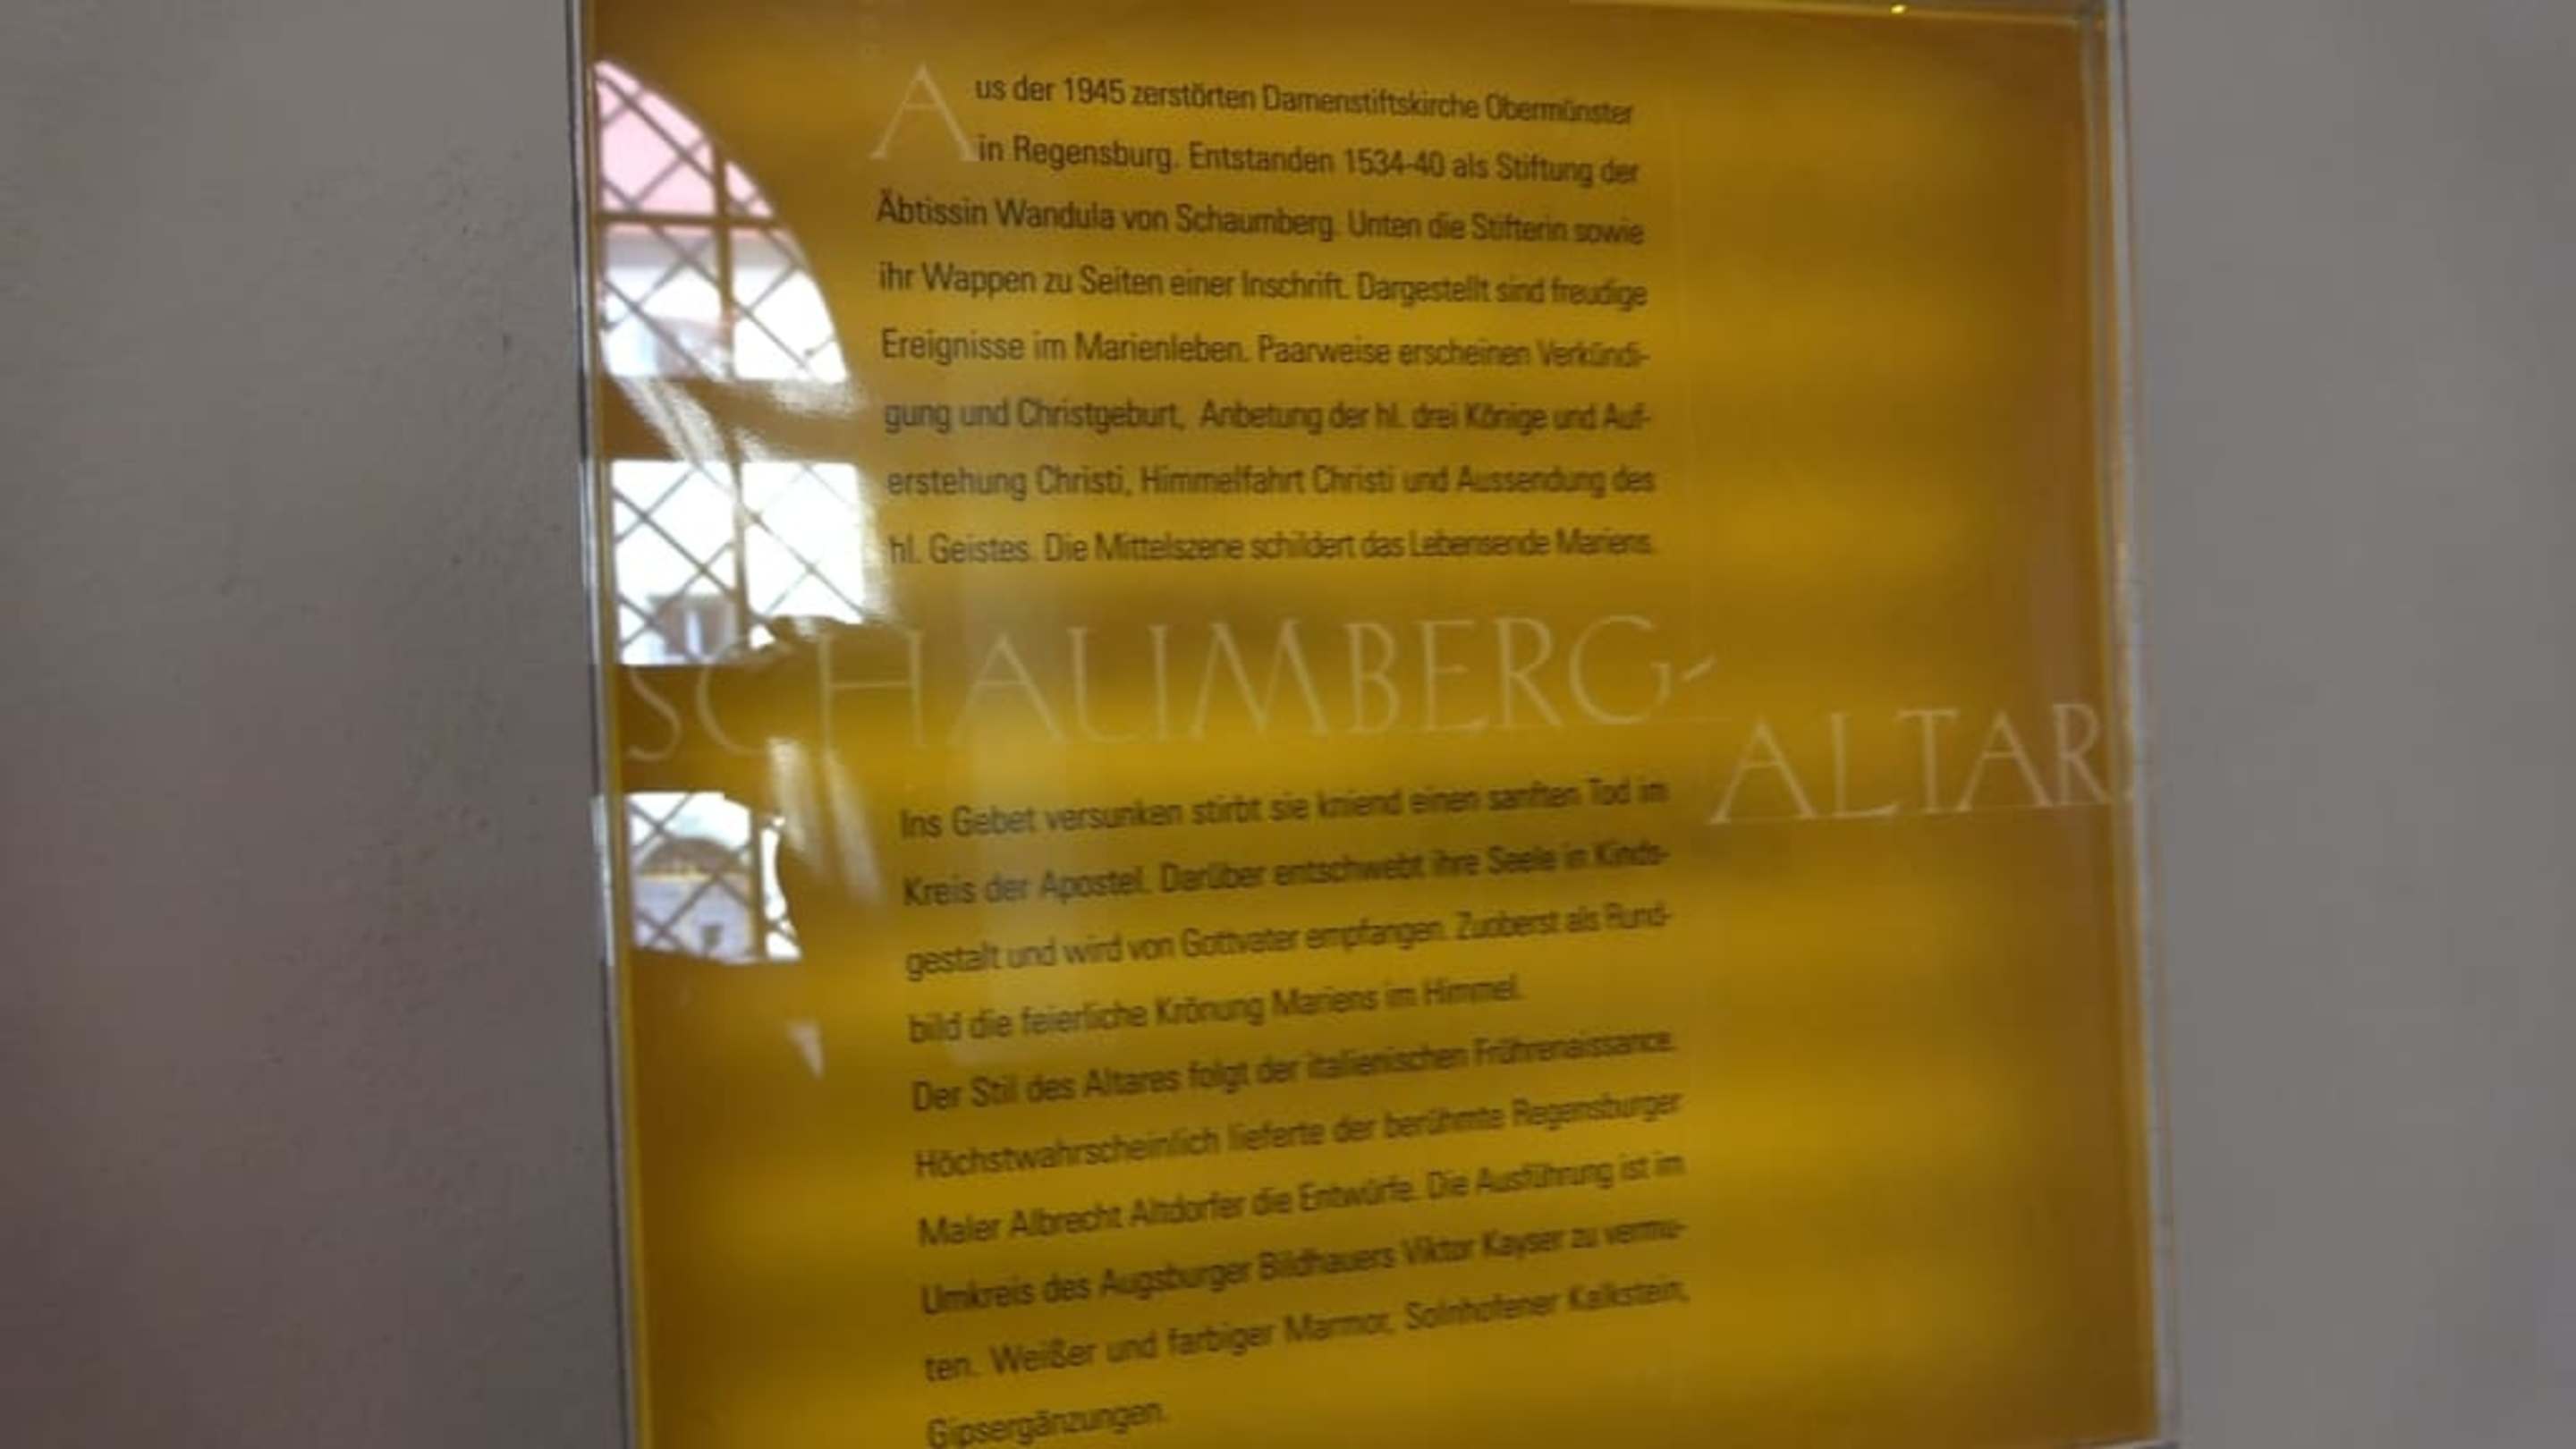 Aus der 1945 zerstörten Damenstiftskirche Obermünster
in Regensburg. Entstanden 1534-40 als Stiftung der
Äbtissin Wandula von Schaumberg. Unten die Stifterin sowie
ihr Wappen zu Seiten einer Inschrift. Dargestellt sind freudige
Ereignisse im Marienleben. Paarweise erscheinen Verkündi-
gung und Christgeburt, Anbetung der hl. drei Könige und Auf-
erstehung Christi, Himmelfahrt Christi und Aussendung des
hl. Geistes. Die Mittelszene schildert das Lebensende Mariens.
SCHAUMBERG-
ALTAR
Ins Gebet versunken stirbt sie kniend einen sanften Tod im
Kreis der Apostel. Darüber entschwebt ihre Seele in Kinds-
gestalt und wird von Gottvater empfangen. Zuoberst als Rund-
bild die feierliche Krönung Mariens im Himmel.
Der Stil des Altares folgt der italienischen Frührenaissance.
Höchstwahrscheinlich lieferte der berühmte Regensburger
Maler Albrecht Altdorfer die Entwürfe. Die Ausführung ist im
Umkreis des Augsburger Bildhauers Viktor Kayser zu vermu-
ten. Weißer und farbiger Marmor, Solnhofener Kalkstein,
Gipsergänzungen.